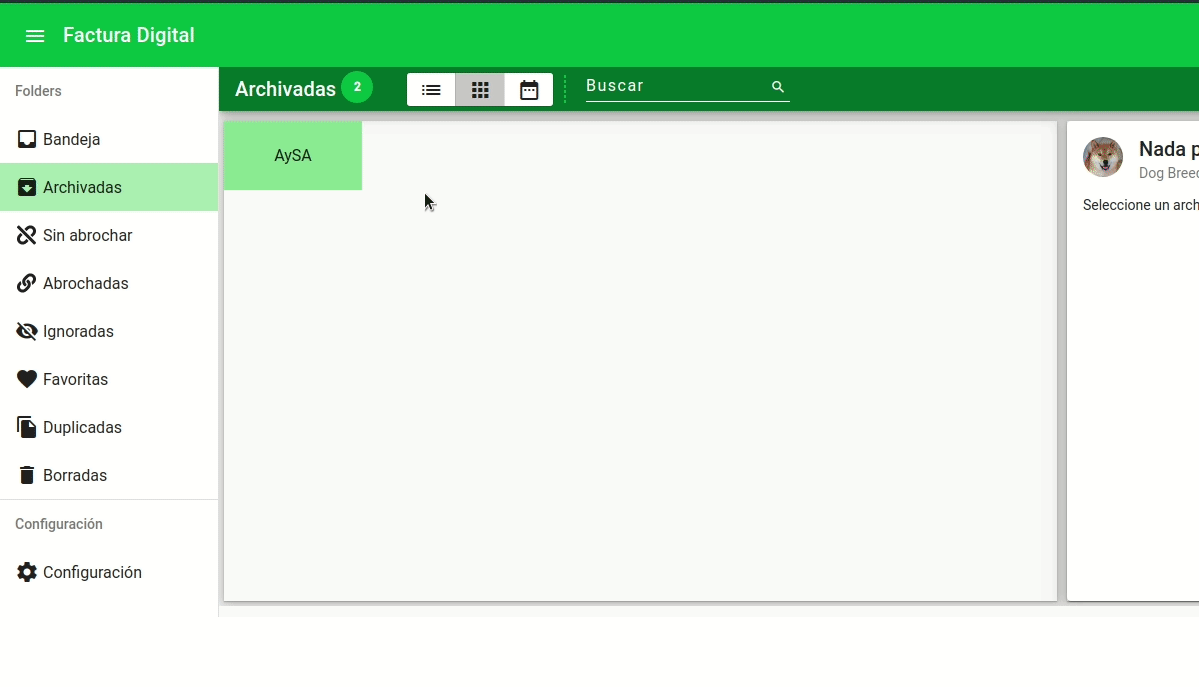 Factura Digital
Folders
Bandeja
Archivadas
Sin abrochar
Abrochadas
Ignoradas
Favoritas
Duplicadas
Borradas
Configuración
Configuración
Archivadas 2
Buscar
AySA
Nada p
Dog Breed
Seleccione un arch